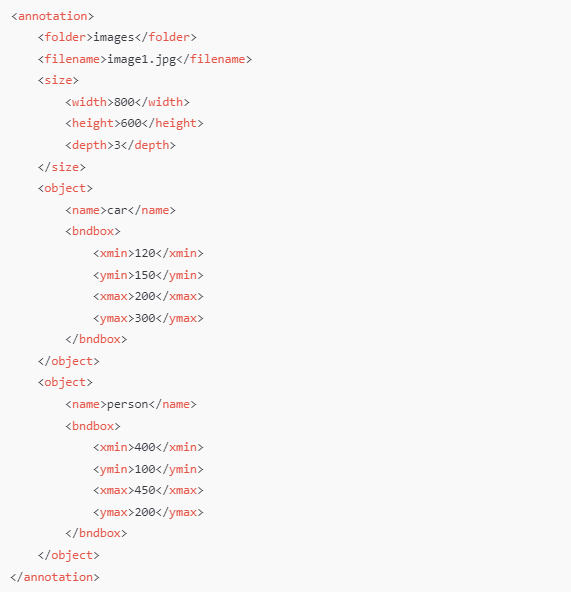 <annotation>
    <folder>images</folder>
    <filename>image1.jpg</filename>
    <size>
        <width>800</width>
        <height>600</height>
        <depth>3</depth>
    </size>
    <object>
        <name>car</name>
        <bndbox>
            <xmin>120</xmin>
            <ymin>150</ymin>
            <xmax>200</xmax>
            <ymax>300</ymax>
        </bndbox>
    </object>
    <object>
        <name>person</name>
        <bndbox>
            <xmin>400</xmin>
            <ymin>100</ymin>
            <xmax>450</xmax>
            <ymax>200</ymax>
        </bndbox>
    </object>
</annotation>